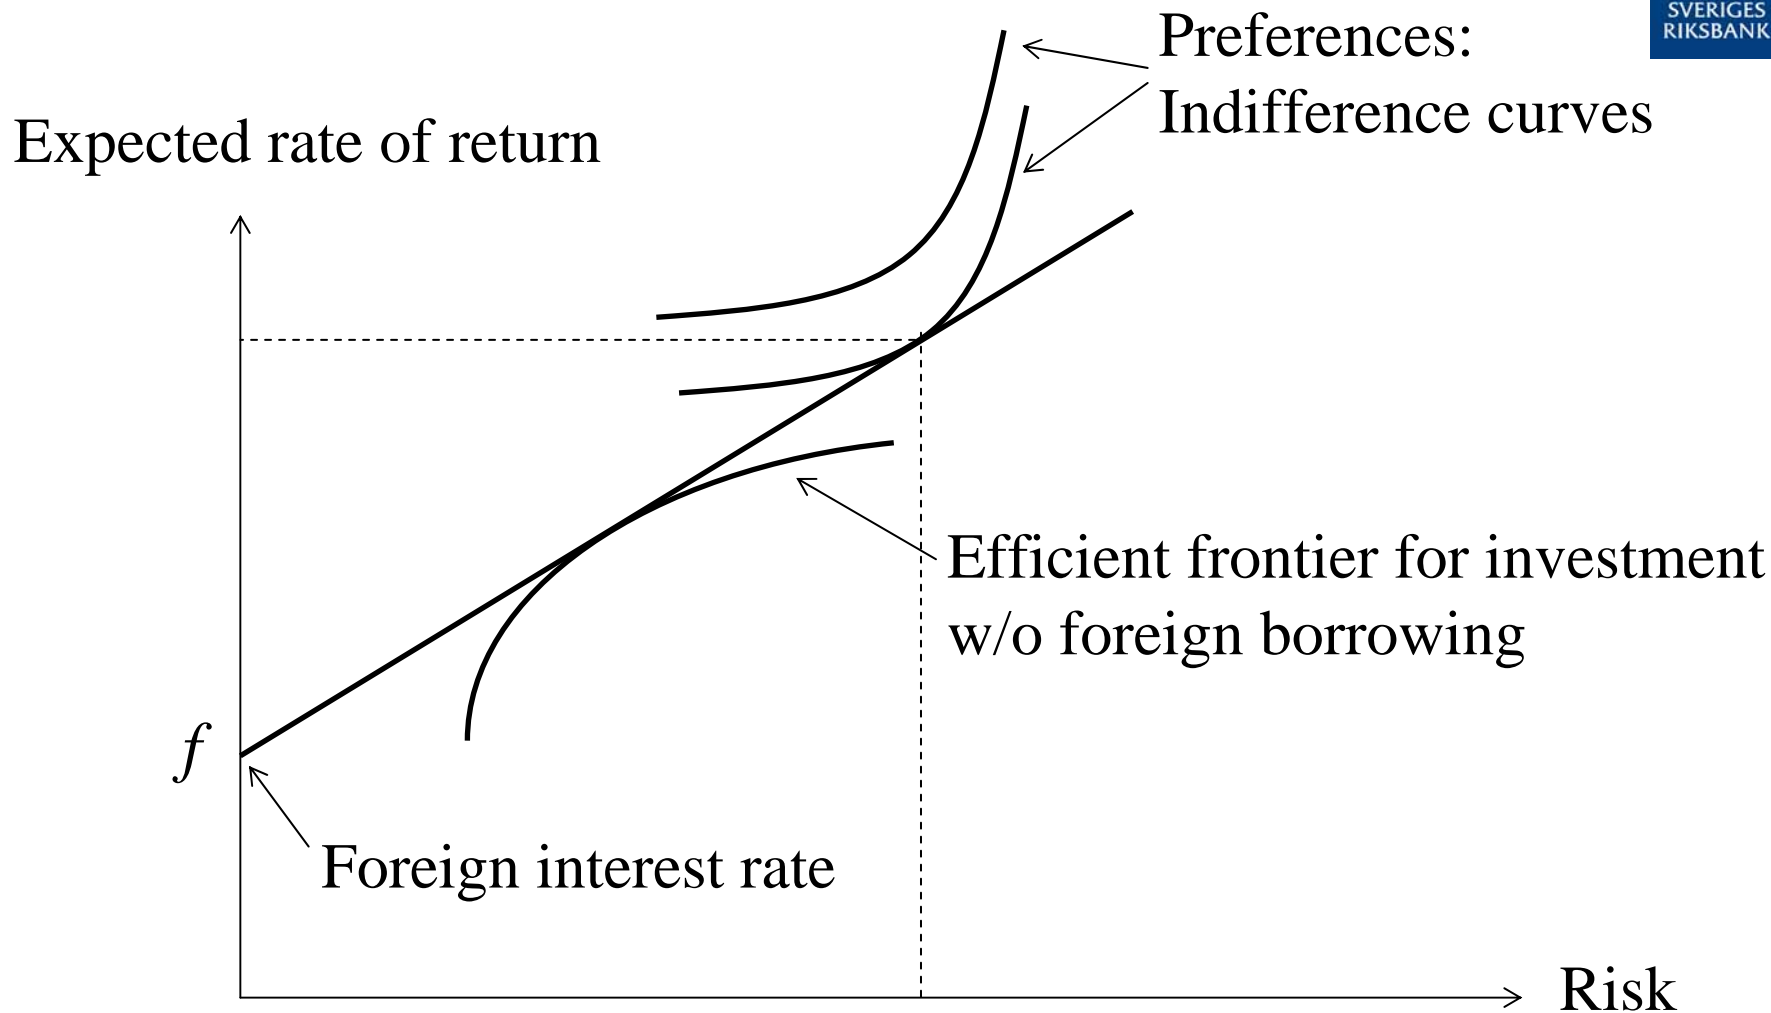 SVERIGES
RIKSBANK
Preferences:
Indifference curves
Expected rate of return
Efficient frontier for investment
w/o foreign borrowing
f
Foreign interest rate
Risk